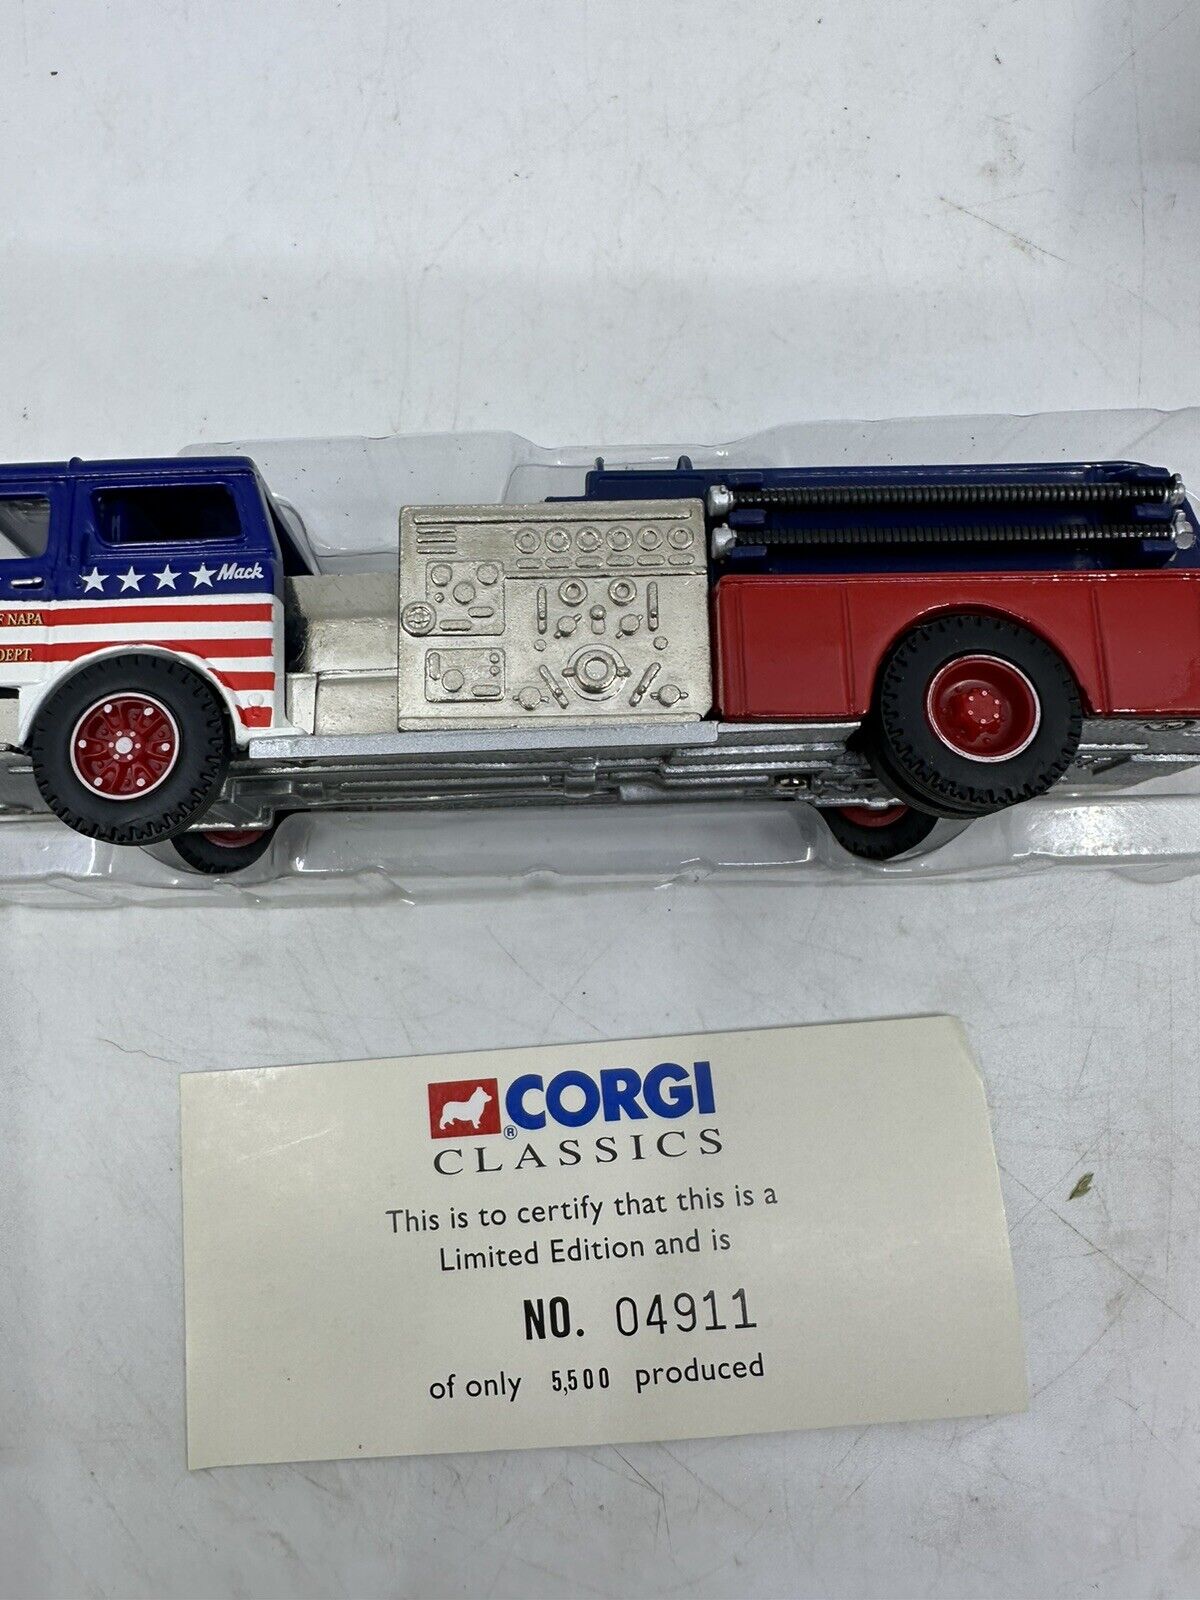 Mack
F NAPA
DEPT.
CORGI
®
CLASSICS
This is to certify that this is a
Limited Edition and is
NO. 04911
of only 5,500 produced